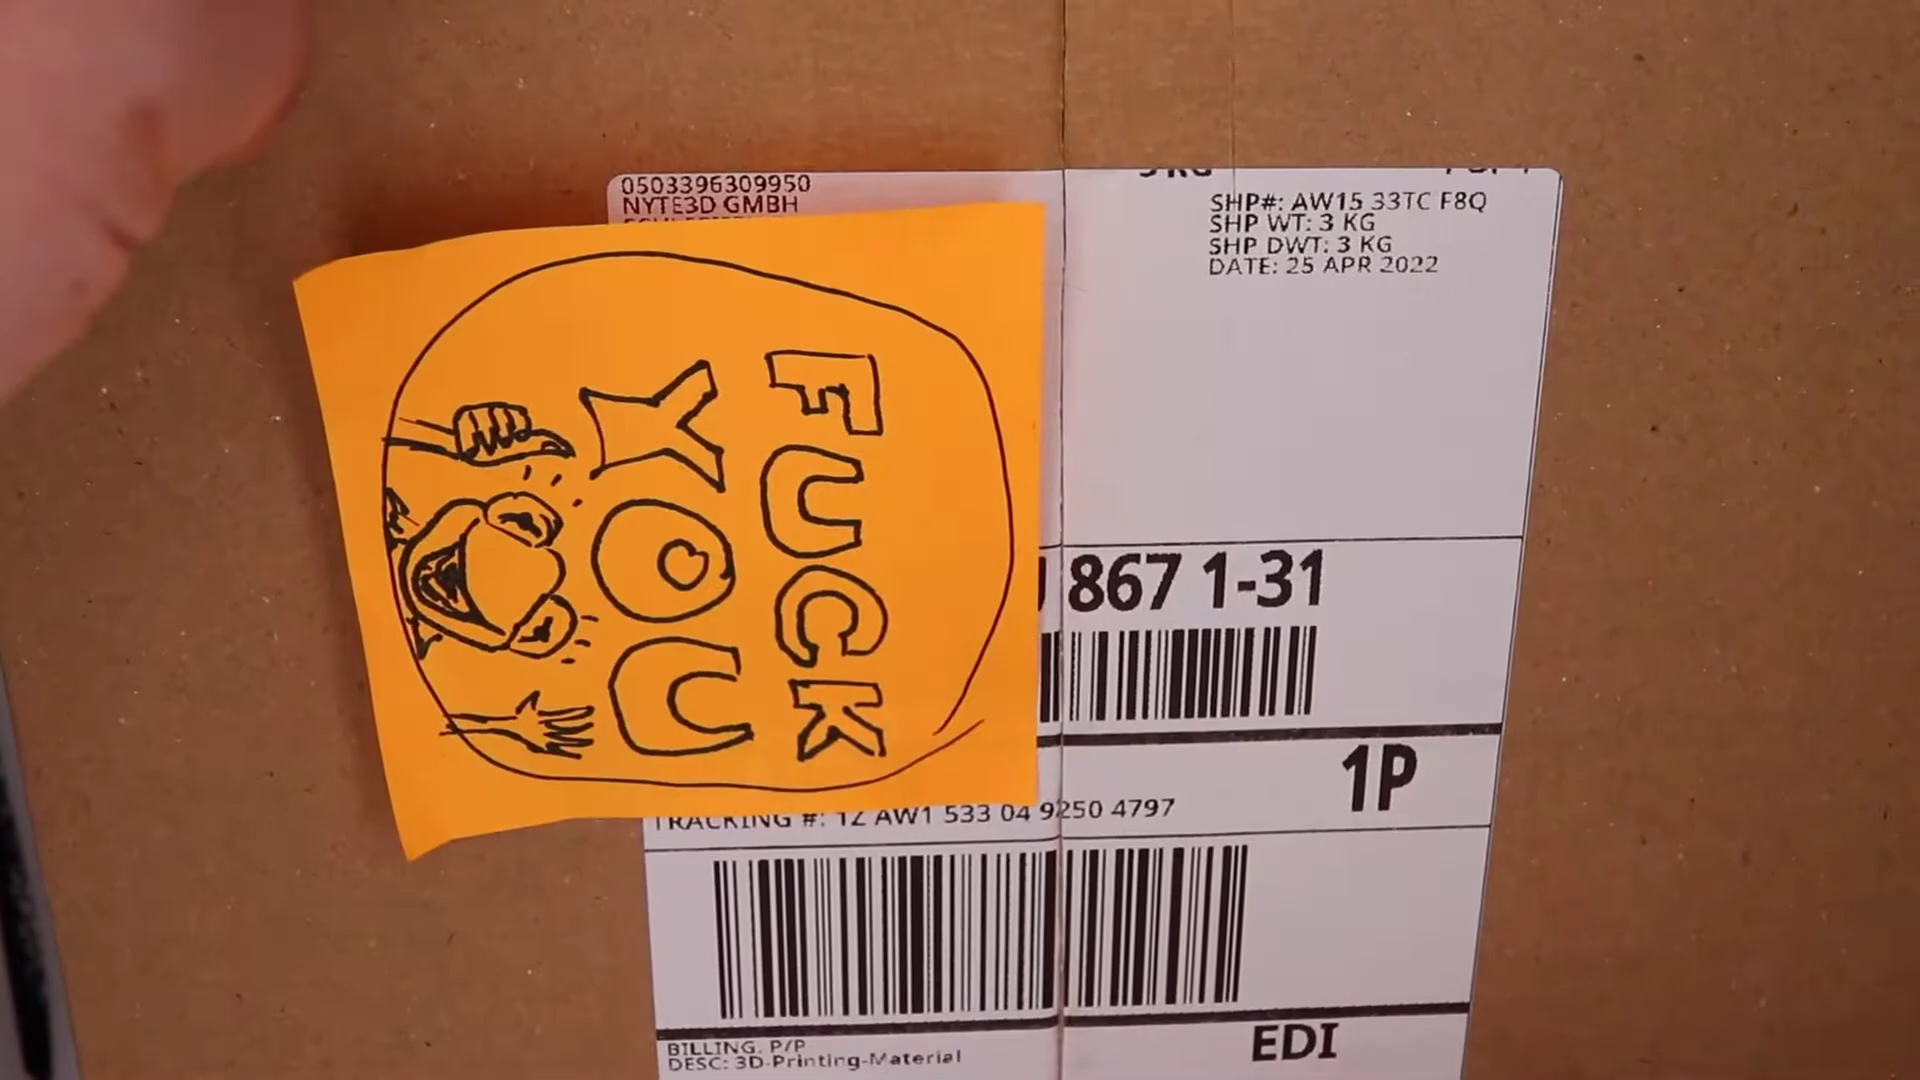 0503396309950
NYTE3D GMBH
SHP#: AW15 33TC F8Q
SHP WT: 3 KG
SHP DWT: 3 KG
DATE: 25 APR 2022
FUCK
YOU
867 1-31
1P
TRACKING #: 1Z AW1 533 04 9250 4797
BILLING: P/P
DESC: 3D-Printing-Material
EDI